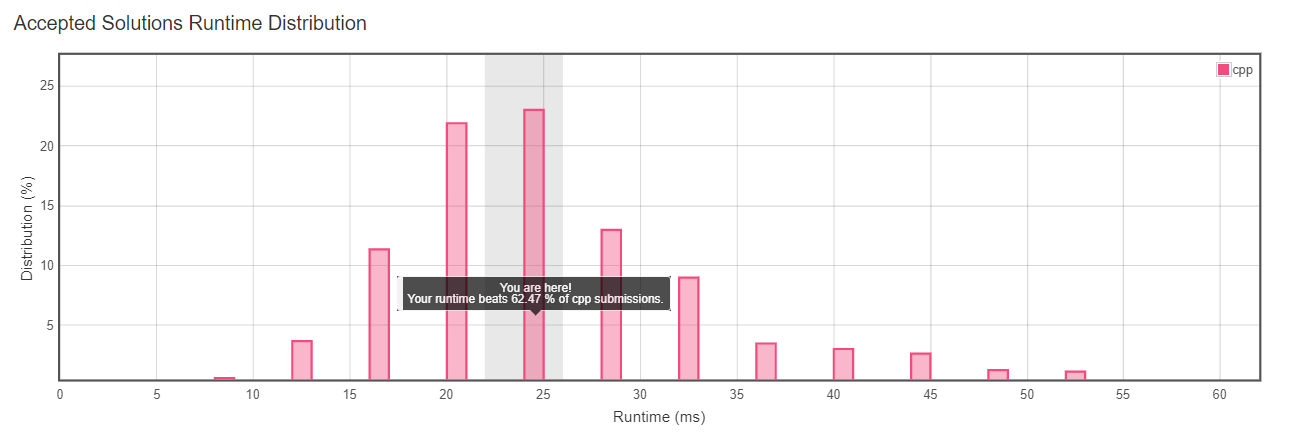 Accepted Solutions Runtime Distribution
cpp
25
20
15
10
5
Distribution (%)
You are here!
Your runtime beats 62.47 % of cpp submissions.
0 5 10 15 20 25 30 35 40 45 50 55 60
Runtime (ms)